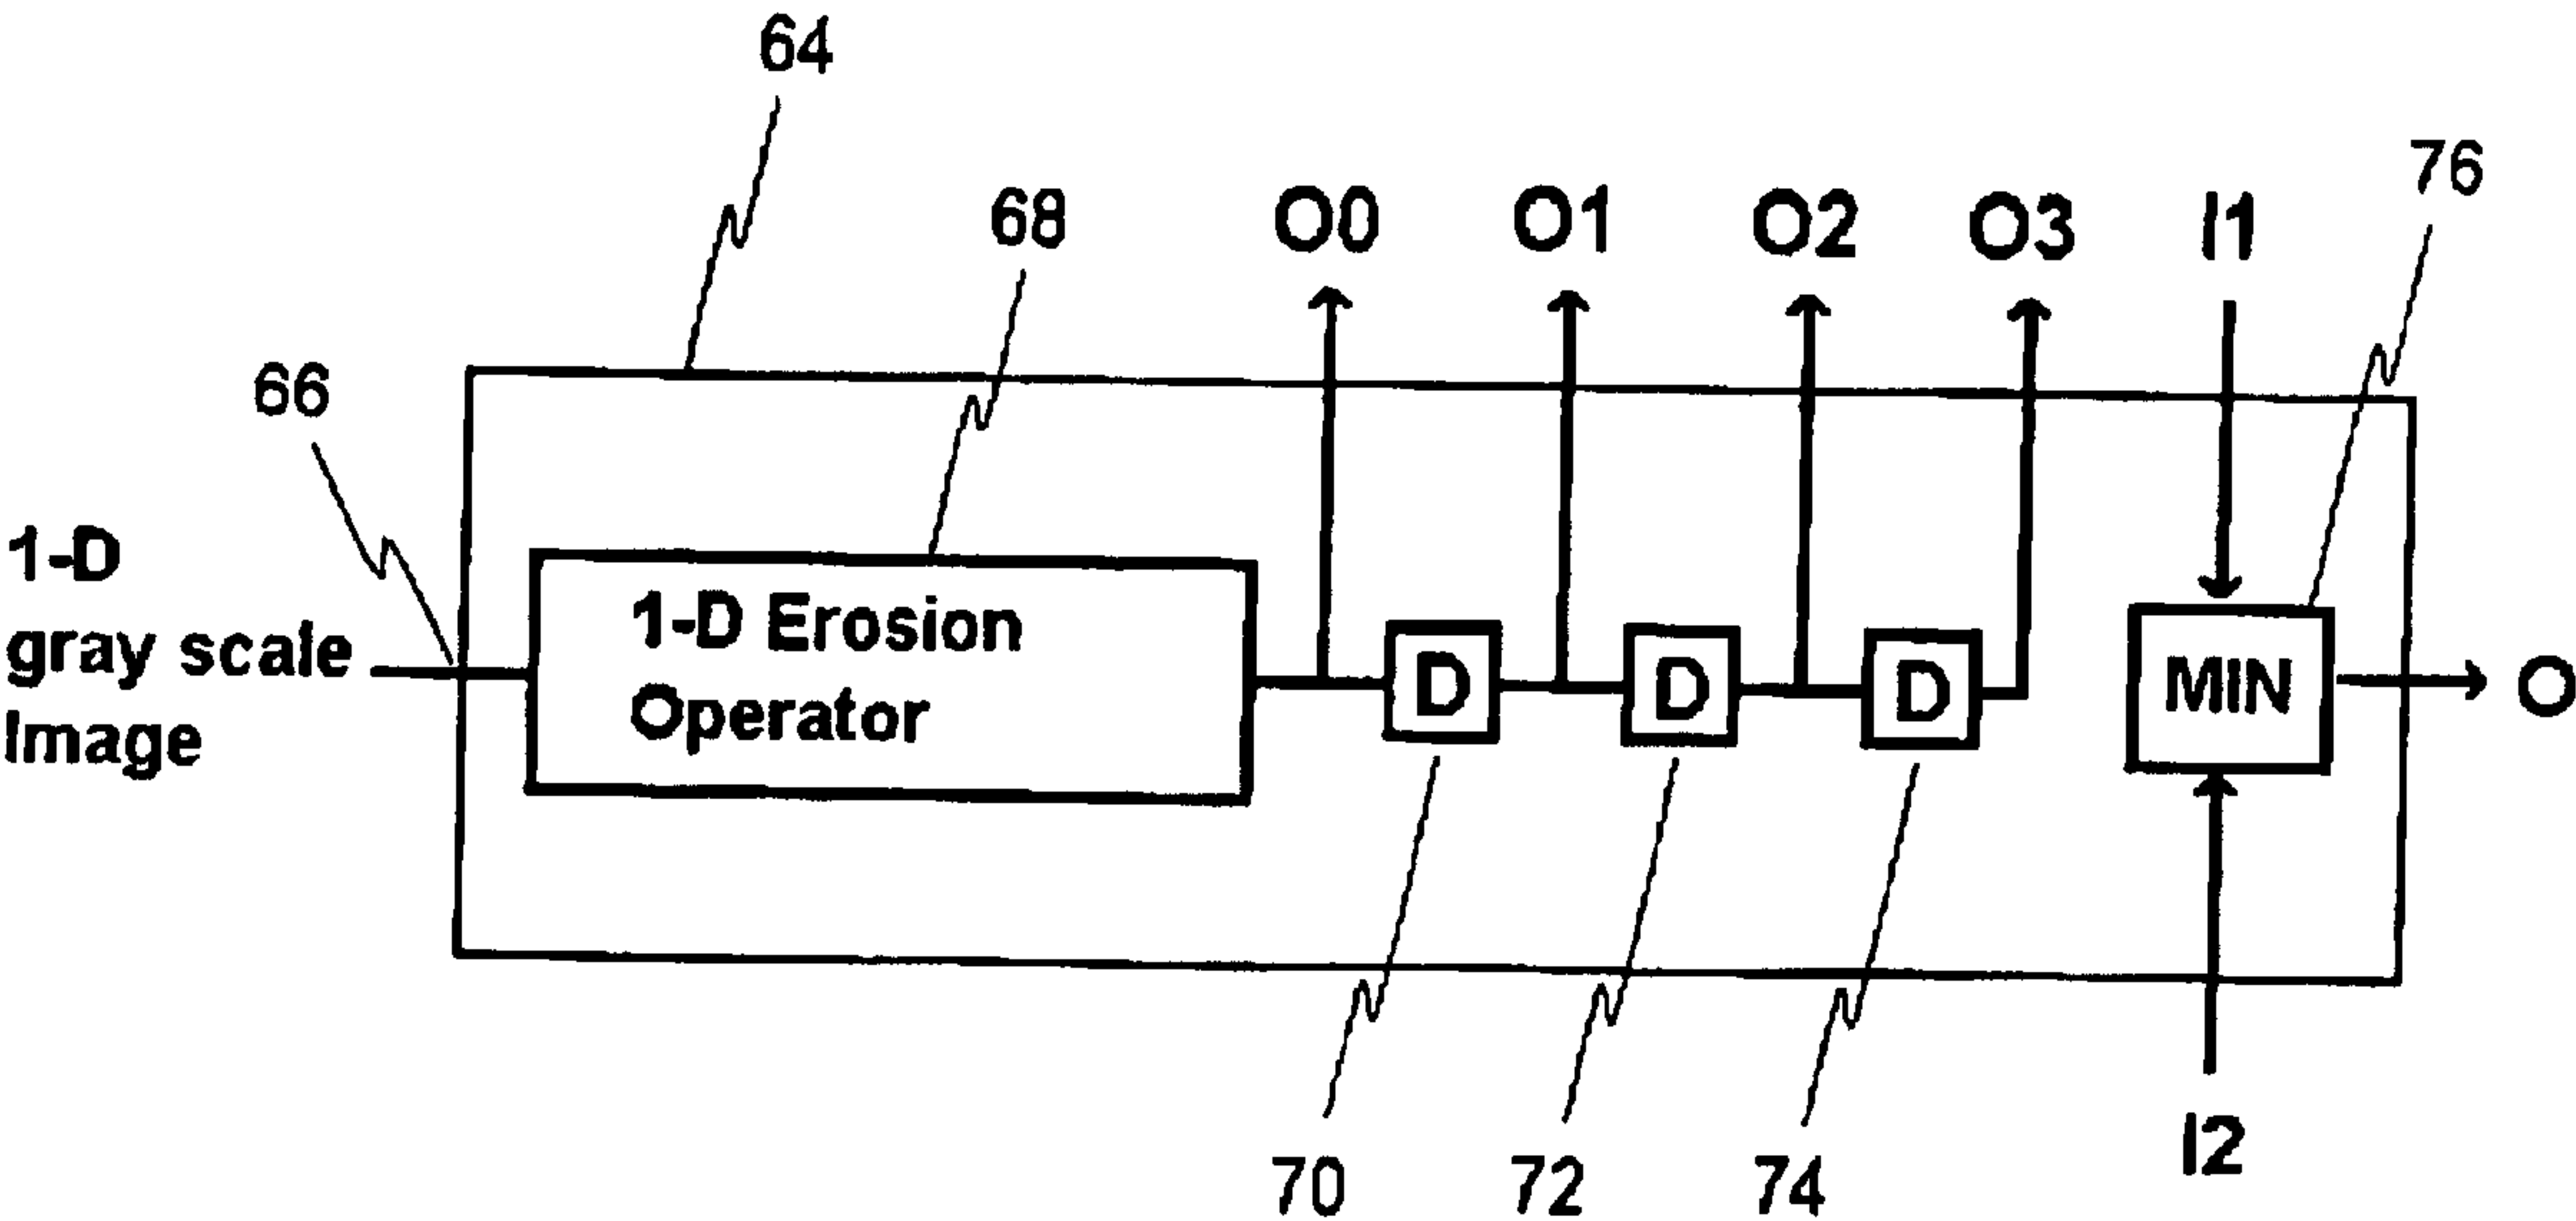 64
76
68
O0
O1
O2
O3
I1
66
1-D
gray scale
Image
1-D Erosion
Operator
D
D
D
MIN
O
70
72
74
I2